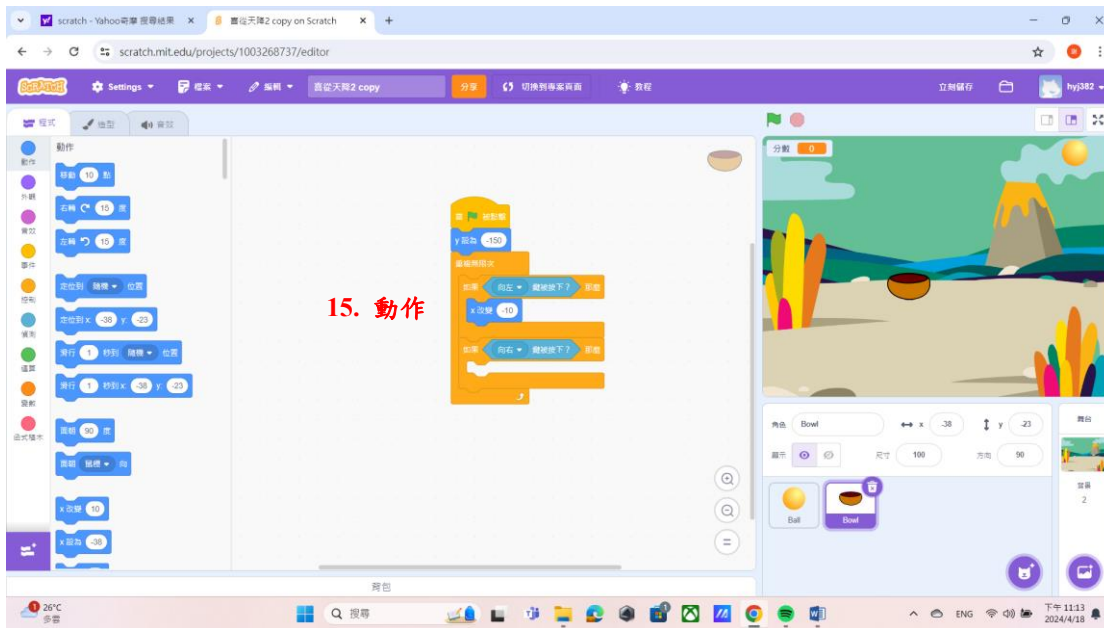 scratch - Yahoo奇摩 搜尋結果
喜從天降2 copy on Scratch
scratch.mit.edu/projects/1003268737/editor
SCRATCH
Settings
檔案
編輯
喜從天降2 copy
分享
切換到專案頁面
教程
立刻儲存
hyj382
程式
造型
音效
動作
外觀
音效
事件
控制
偵測
運算
變數
函式積木
動作
移動 10 點
右轉 15 度
左轉 15 度
定位到 隨機 位置
定位到 x: -38 y: -23
滑行 1 秒到 隨機 位置
滑行 1 秒到 x: -38 y: -23
面朝 90 度
面朝 鼠標 向
x 改變 10
x 設為 -38
當 被點擊
y 設為 -150
重複無限次
如果 向左 鍵被按下? 那麼
x 改變 -10
如果 向右 鍵被按下? 那麼
15. 動作
背包
分數 0
角色 Bowl x -38 y -23
顯示 尺寸 100 方向 90
Ball
Bowl
舞台
背景
2
1
26°C
多雲
搜尋
ENG
下午 11:13
2024/4/18